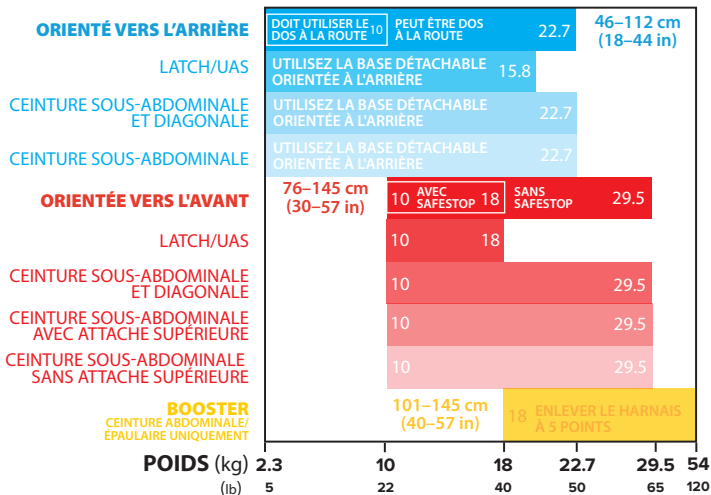 ORIENTÉ VERS L'ARRIÈRE
DOIT UTILISER LE
DOS À LA ROUTE 10
PEUT ÊTRE DOS
À LA ROUTE
22.7
46–112 cm
(18–44 in)
LATCH/UAS
UTILISEZ LA BASE DÉTACHABLE
ORIENTÉE À L'ARRIÈRE
15.8
CEINTURE SOUS-ABDOMINALE
ET DIAGONALE
UTILISEZ LA BASE DÉTACHABLE
ORIENTÉE À L'ARRIÈRE
22.7
CEINTURE SOUS-ABDOMINALE
UTILISEZ LA BASE DÉTACHABLE
ORIENTÉE À L'ARRIÈRE
22.7
ORIENTÉE VERS L'AVANT
76–145 cm
(30–57 in)
10 AVEC
SAFESTOP 18
SANS
SAFESTOP
29.5
LATCH/UAS
10 18
CEINTURE SOUS-ABDOMINALE
ET DIAGONALE
10 29.5
CEINTURE SOUS-ABDOMINALE
AVEC ATTACHE SUPÉRIEURE
10 29.5
CEINTURE SOUS-ABDOMINALE
SANS ATTACHE SUPÉRIEURE
10 29.5
BOOSTER
CEINTURE ABDOMINALE/
ÉPAULAIRE UNIQUEMENT
101–145 cm
(40–57 in)
18 ENLEVER LE HARNAIS
À 5 POINTS
POIDS (kg) 2.3 10 18 22.7 29.5 54
(lb) 5 22 40 50 65 120